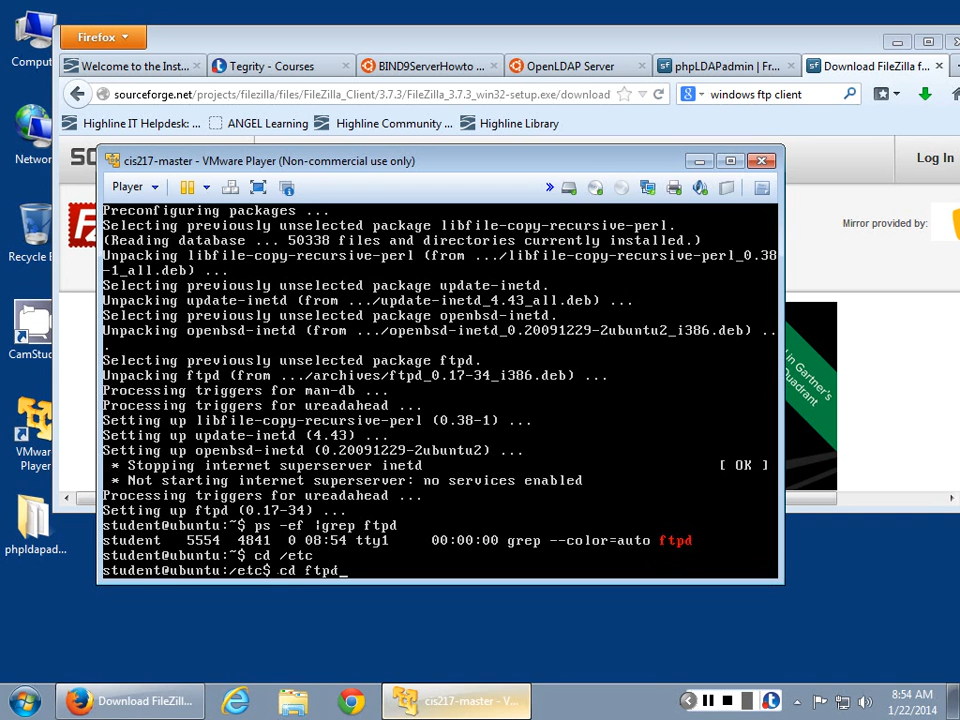 Computer
Network
Recycle B
CamStud
VMware
Player
phpldapad...
Firefox
Welcome to the Inst...
Tegrity - Courses
BIND9ServerHowto ...
OpenLDAP Server
phpLDAPadmin | Fr...
Download FileZilla f...
sourceforge.net/projects/filezilla/files/FileZilla_Client/3.7.3/FileZilla_3.7.3_win32-setup.exe/download
windows ftp client
Highline IT Helpdesk: ...
ANGEL Learning
Highline Community ...
Highline Library
Log In
Mirror provided by:
in Gartner's
Quadrant
cis217-master - VMware Player (Non-commercial use only)
Player
Preconfiguring packages ...
Selecting previously unselected package libfile-copy-recursive-perl.
(Reading database ... 50338 files and directories currently installed.)
Unpacking libfile-copy-recursive-perl (from .../libfile-copy-recursive-perl_0.38
-1_all.deb) ...
Selecting previously unselected package update-inetd.
Unpacking update-inetd (from .../update-inetd_4.43_all.deb) ...
Selecting previously unselected package openbsd-inetd.
Unpacking openbsd-inetd (from .../openbsd-inetd_0.20091229-2ubuntu2_i386.deb) ..
.
Selecting previously unselected package ftpd.
Unpacking ftpd (from .../archives/ftpd_0.17-34_i386.deb) ...
Processing triggers for man-db ...
Processing triggers for ureadahead ...
Setting up libfile-copy-recursive-perl (0.38-1) ...
Setting up update-inetd (4.43) ...
Setting up openbsd-inetd (0.20091229-2ubuntu2) ...
* Stopping internet superserver inetd [ OK ]
* Not starting internet superserver: no services enabled
Processing triggers for ureadahead ...
Setting up ftpd (0.17-34) ...
student@ubuntu:~$ ps -ef |grep ftpd
student 5554 4841 0 08:54 tty1 00:00:00 grep --color=auto ftpd
student@ubuntu:~$ cd /etc
student@ubuntu:/etc$ cd ftpd_
Download FileZill...
cis217-master - V...
8:54 AM
1/22/2014